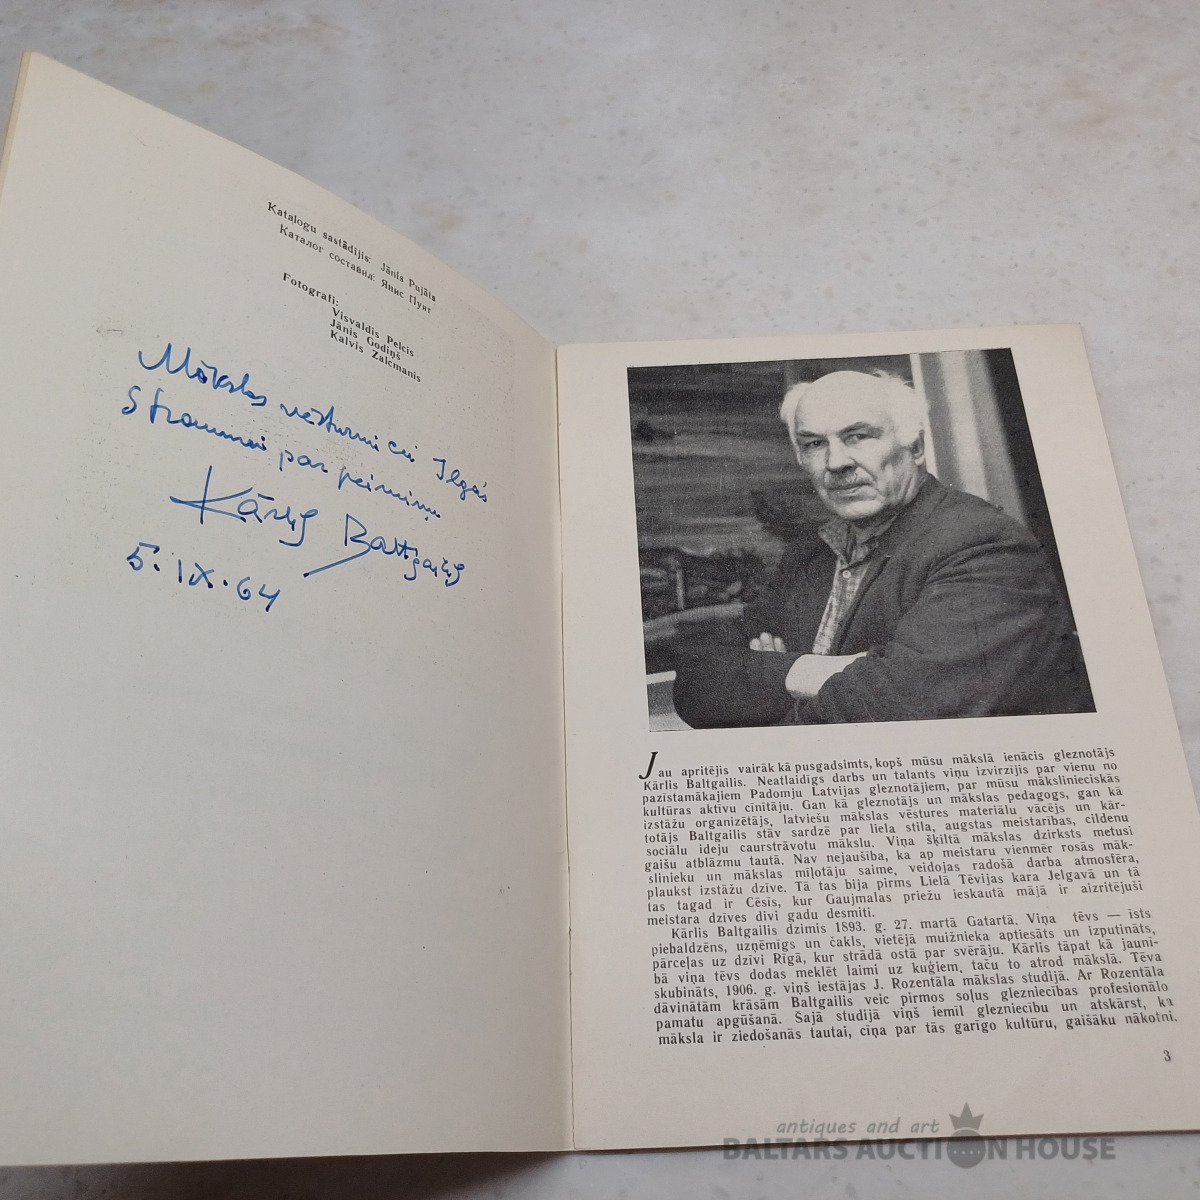 Katalogu sastādījis: Jānis Pujāts
Каталог составил: Янис Пуят
Fotografi:
Visvaldis Pelcis
Jānis Godiņš
Kalvis Zalcmanis
Mākslas vēsturnicei Ilgai
Strammai par piemiņu
Kārlis Baltgailis
5.IX.64
Jau apritējis vairāk kā pusgadsimts, kopš mūsu mākslā ienācis gleznotājs
Kārlis Baltgailis. Neatlaidīgs darbs un talants viņu izvirzījis par vienu no
pazīstamākajiem Padomju Latvijas gleznotājiem, par mūsu mākslinieciskās
kultūras aktīvu cīnītāju. Gan kā gleznotājs un mākslas pedagogs, gan kā
izstāžu organizētājs, latviešu mākslas vēstures materiālu vācējs un kār-
totājs Baltgailis stāv sardzē par liela stila, augstas meistarības, cildenu
sociālu ideju caurstrāvotu mākslu. Viņa šķiltā mākslas dzirksts metusi
gaišu atblāzmu tautā. Nav nejaušība, ka ap meistaru vienmēr rosās māk-
slinieku un mākslas mīļotāju saime, veidojas radošā darba atmosfēra,
plaukst izstāžu dzīve. Tā tas bija pirms Lielā Tēvijas kara Jelgavā un tā
tas tagad ir Cēsīs, kur Gaujmalas priežu ieskautā mājā ir aizritējuši
meistara dzīves divi gadu desmiti.
Kārlis Baltgailis dzimis 1893. g. 27. martā Gatartā. Viņa tēvs — īsts
piebaldzēns, uzņēmīgs un čakls, vietējā muižnieka aptiesāts un izputināts,
pārceļas uz dzīvi Rīgā, kur strādā ostā par svērāju. Kārlis tāpat kā jauni-
bā viņa tēvs dodas meklēt laimi uz kuģiem, taču to atrod mākslā. Tēva
skubināts, 1906. g. viņš iestājas J. Rozentāla mākslas studijā. Ar Rozentāla
dāvinātām krāsām Baltgailis veic pirmos soļus glezniecības profesionālo
pamatu apgūšanā. Šajā studijā viņš iemīl glezniecību un atskārst, ka
māksla ir ziedošanās tautai, cīņa par tās garīgo kultūru, gaišāku nākotni.
3
antiques and art
BALTARS AUCTION HOUSE